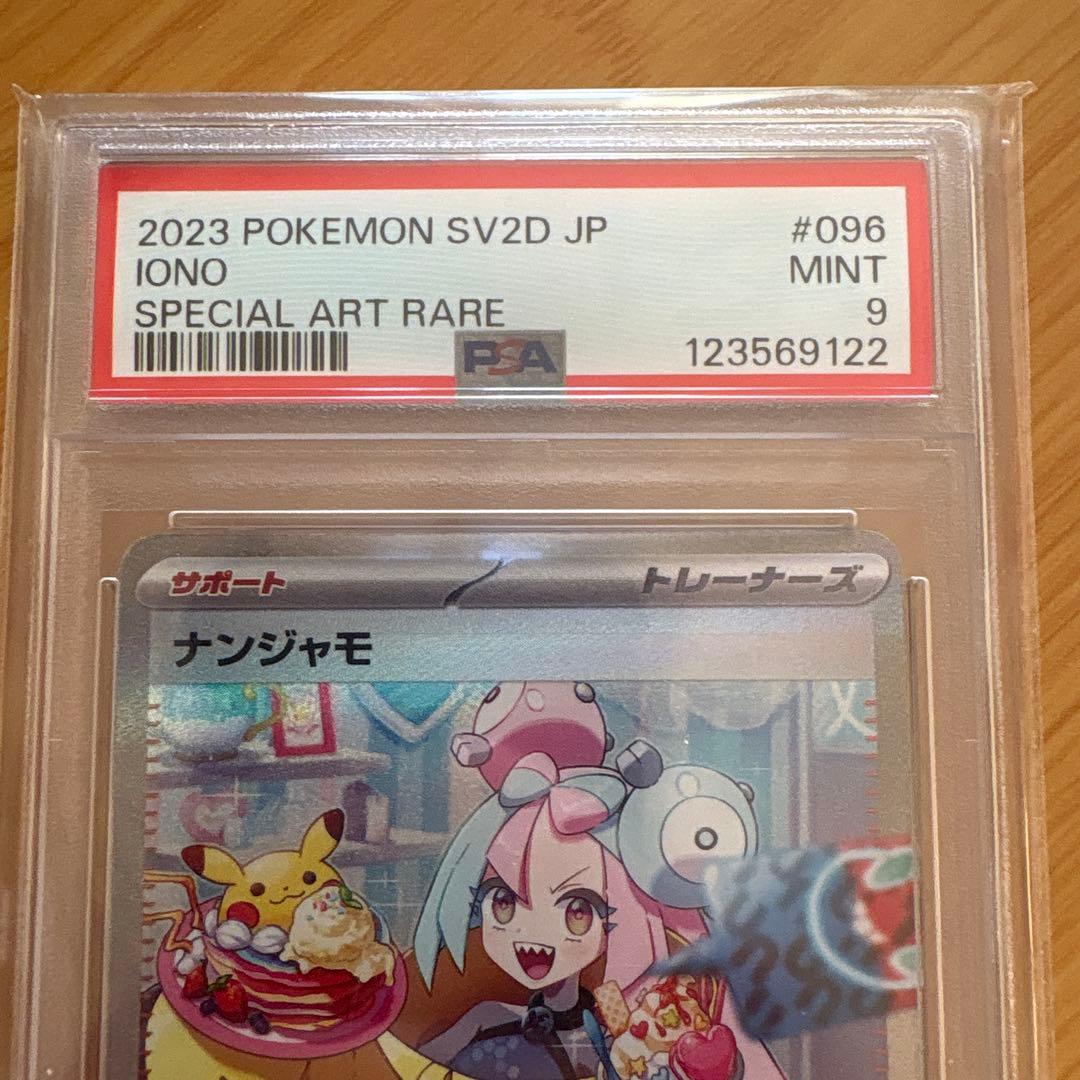 2023 POKEMON SV2D JP #096
IONO MINT
SPECIAL ART RARE 9
PSA 123569122
サポート トレーナーズ
ナンジャモ